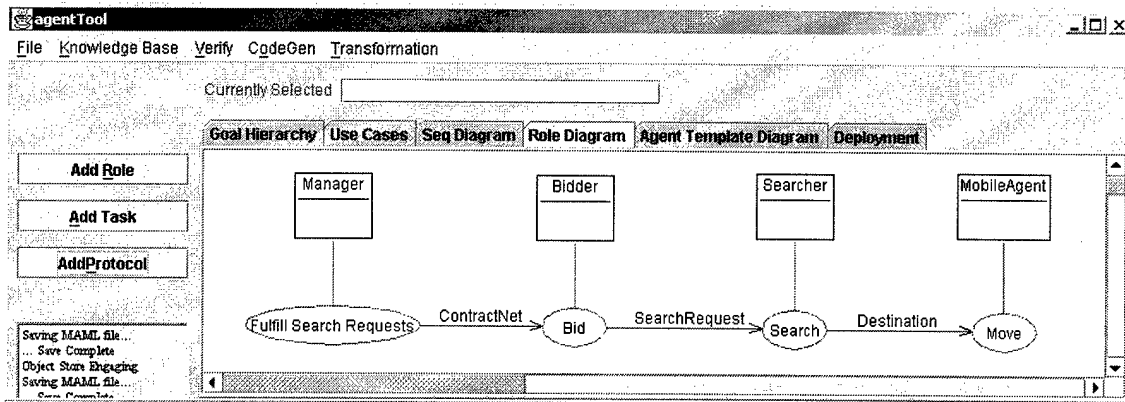 agentTool
File Knowledge Base Verify CodeGen Transformation
Currently Selected
Goal Hierarchy Use Cases Seq Diagram Role Diagram Agent Template Diagram Deployment
Add Role
Add Task
AddProtocol
Manager Bidder Searcher MobileAgent
Fulfill Search Requests ContractNet Bid SearchRequest Search Destination Move
Saving MAML file...
... Save Complete
Object Store Engaging
Saving MAML file...
... Save Complete